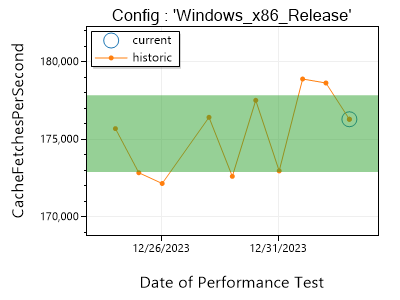 Config : 'Windows_x86_Release'
current
historic
CacheFetchesPerSecond
180,000
175,000
170,000
12/26/2023
12/31/2023
Date of Performance Test